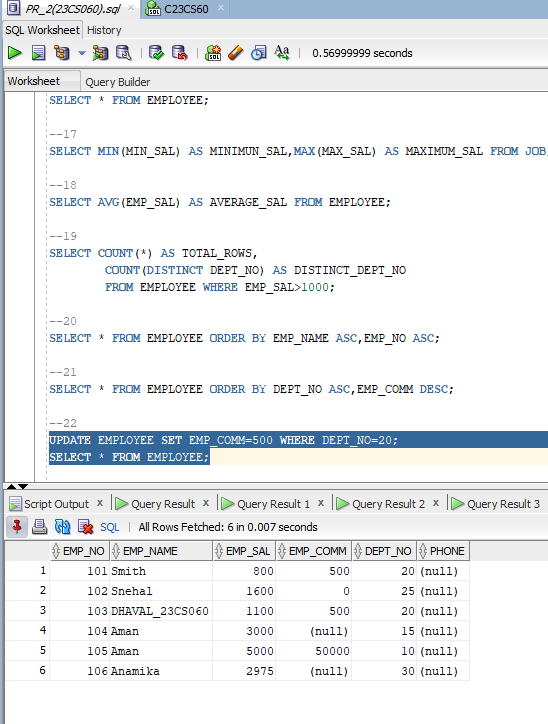 PR_2(23CS060).sql × C23CS60 ×
SQL Worksheet History
0.56999999 seconds
Worksheet Query Builder
SELECT * FROM EMPLOYEE;
--17
SELECT MIN(MIN_SAL) AS MINIMUN_SAL,MAX(MAX_SAL) AS MAXIMUM_SAL FROM JOB
--18
SELECT AVG(EMP_SAL) AS AVERAGE_SAL FROM EMPLOYEE;
--19
SELECT COUNT(*) AS TOTAL_ROWS,
COUNT(DISTINCT DEPT_NO) AS DISTINCT_DEPT_NO
FROM EMPLOYEE WHERE EMP_SAL>1000;
--20
SELECT * FROM EMPLOYEE ORDER BY EMP_NAME ASC,EMP_NO ASC;
--21
SELECT * FROM EMPLOYEE ORDER BY DEPT_NO ASC,EMP_COMM DESC;
--22
UPDATE EMPLOYEE SET EMP_COMM=500 WHERE DEPT_NO=20;
SELECT * FROM EMPLOYEE;
Script Output × Query Result × Query Result 1 × Query Result 2 × Query Result 3
SQL | All Rows Fetched: 6 in 0.007 seconds
EMP_NO EMP_NAME EMP_SAL EMP_COMM DEPT_NO PHONE
1 101 Smith 800 500 20 (null)
2 102 Snehal 1600 0 25 (null)
3 103 DHAVAL_23CS060 1100 500 20 (null)
4 104 Aman 3000 (null) 15 (null)
5 105 Aman 5000 50000 10 (null)
6 106 Anamika 2975 (null) 30 (null)